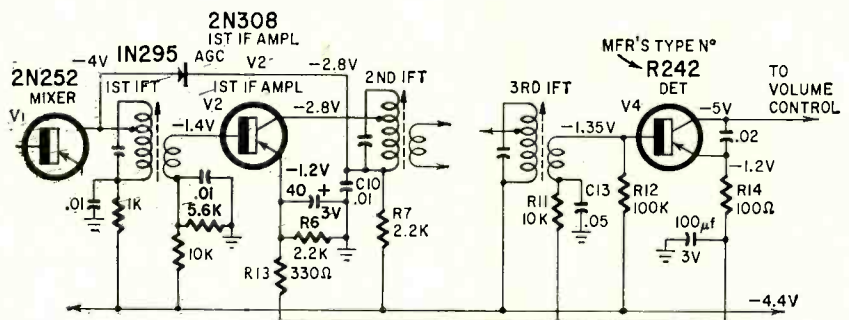 2N308
1ST IF AMPL
-4V
1N295
AGC
V2
-2.8V
MFR'S TYPE Nº
R242
DET
TO
VOLUME
CONTROL
2N252
MIXER
V1
1ST IFT
1ST IF AMPL
V2
-2.8V
2ND IFT
3RD IFT
V4
-5V
-1.4V
-1.35V
.02
-1.2V
-1.2V
.01
.01
5.6K
40
+
3V
C10
.01
1K
R6
2.2K
R7
2.2K
R11
10K
C13
.05
R12
100K
R14
100Ω
10K
R13
330Ω
100µf
3V
-4.4V